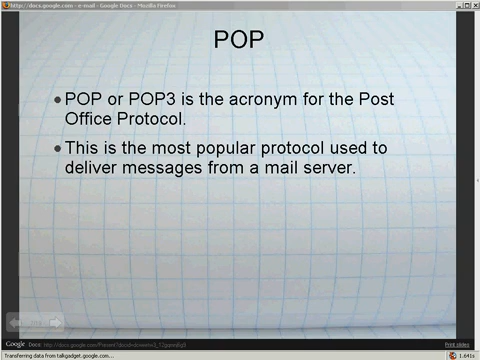 http://docs.google.com - e-mail - Google Docs - Mozilla Firefox
POP
POP or POP3 is the acronym for the Post
Office Protocol.
This is the most popular protocol used to
deliver messages from a mail server.
Google Docs
Print slides
Transferring data from talkgadget.google.com...
1.641s